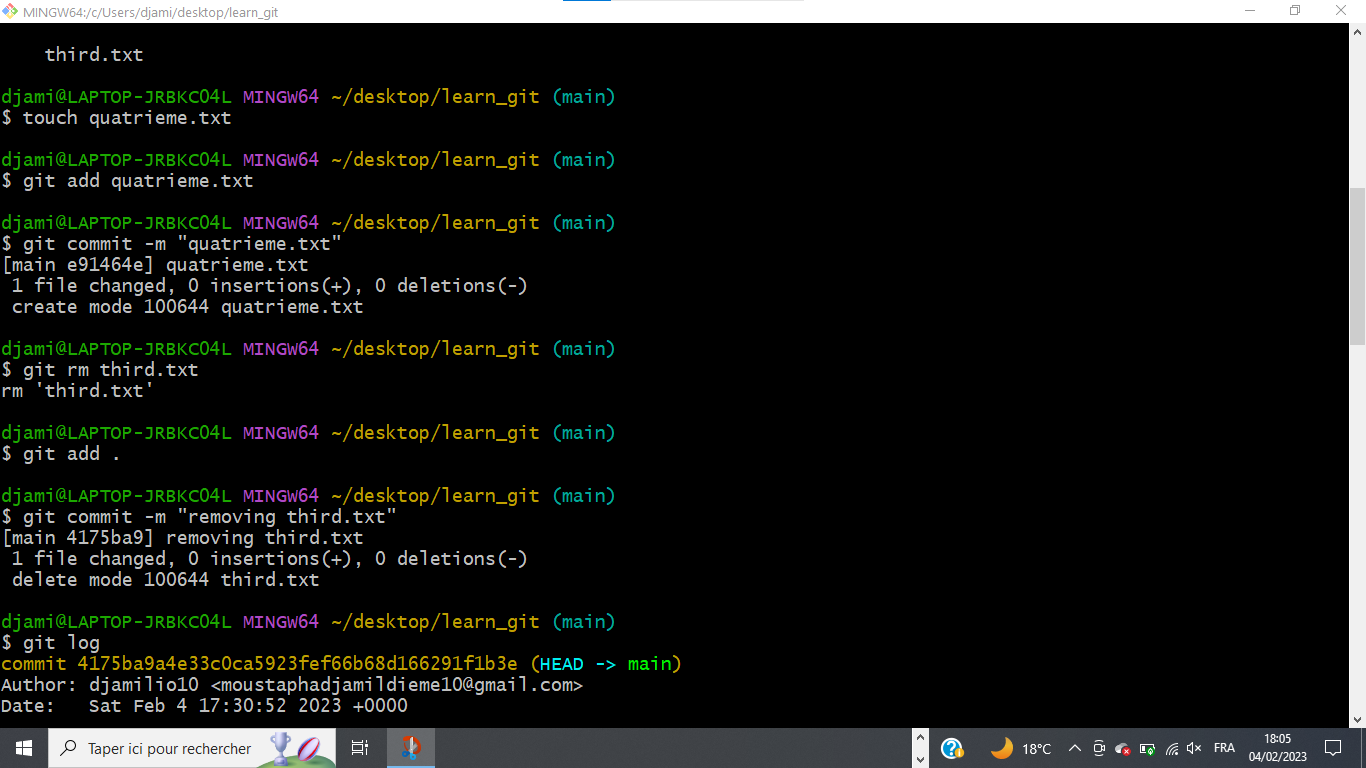 MINGW64:/c/Users/djami/desktop/learn_git
third.txt
djami@LAPTOP-JRBKC04L MINGW64 ~/desktop/learn_git (main)
$ touch quatrieme.txt
djami@LAPTOP-JRBKC04L MINGW64 ~/desktop/learn_git (main)
$ git add quatrieme.txt
djami@LAPTOP-JRBKC04L MINGW64 ~/desktop/learn_git (main)
$ git commit -m "quatrieme.txt"
[main e91464e] quatrieme.txt
1 file changed, 0 insertions(+), 0 deletions(-)
create mode 100644 quatrieme.txt
djami@LAPTOP-JRBKC04L MINGW64 ~/desktop/learn_git (main)
$ git rm third.txt
rm 'third.txt'
djami@LAPTOP-JRBKC04L MINGW64 ~/desktop/learn_git (main)
$ git add .
djami@LAPTOP-JRBKC04L MINGW64 ~/desktop/learn_git (main)
$ git commit -m "removing third.txt"
[main 4175ba9] removing third.txt
1 file changed, 0 insertions(+), 0 deletions(-)
delete mode 100644 third.txt
djami@LAPTOP-JRBKC04L MINGW64 ~/desktop/learn_git (main)
$ git log
commit 4175ba9a4e33c0ca5923fef66b68d166291f1b3e (HEAD -> main)
Author: djamilio10 <moustaphadjamildieme10@gmail.com>
Date:   Sat Feb 4 17:30:52 2023 +0000
Taper ici pour rechercher
18°C
FRA
18:05
04/02/2023